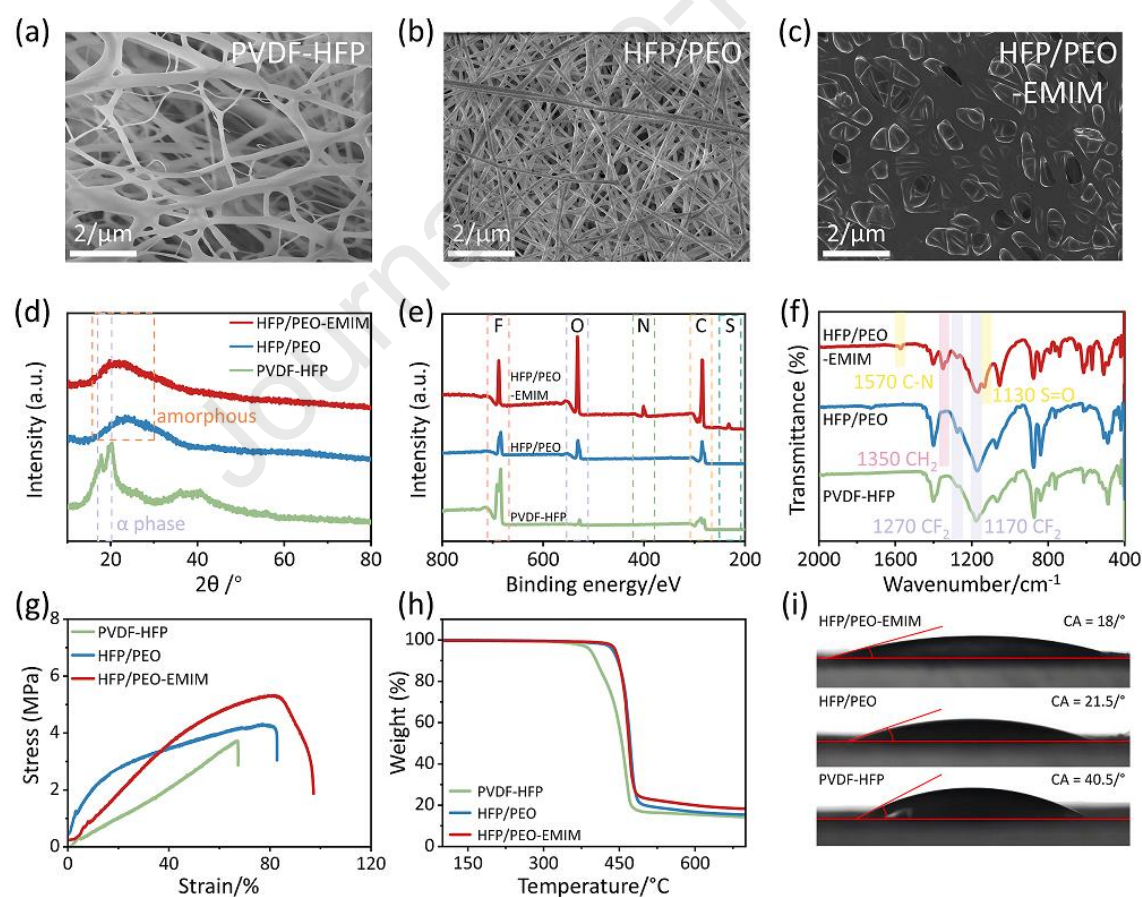 (a)
PVDF-HFP
2/μm
(b)
HFP/PEO
2/μm
(c)
HFP/PEO
-EMIM
2/μm
(d)
HFP/PEO-EMIM
HFP/PEO
PVDF-HFP
amorphous
α phase
Intensity (a.u.)
10 20 40 60 80
2θ /°
(e)
F O N C S
HFP/PEO
-EMIM
HFP/PEO
PVDF-HFP
Intensity (a.u.)
800 600 400 200
Binding energy/eV
(f)
HFP/PEO
-EMIM
1570 C-N
1130 S=O
HFP/PEO
1350 CH2
PVDF-HFP
1270 CF2
1170 CF2
Transmittance (%)
2000 1600 1200 800 400
Wavenumber/cm-1
(g)
PVDF-HFP
HFP/PEO
HFP/PEO-EMIM
Stress (MPa)
8
6
4
2
0
0 40 80 120
Strain/%
(h)
100
80
60
40
20
0
PVDF-HFP
HFP/PEO
HFP/PEO-EMIM
Weight (%)
150 300 450 600
Temperature/°C
(i)
HFP/PEO-EMIM
CA = 18/°
HFP/PEO
CA = 21.5/°
PVDF-HFP
CA = 40.5/°